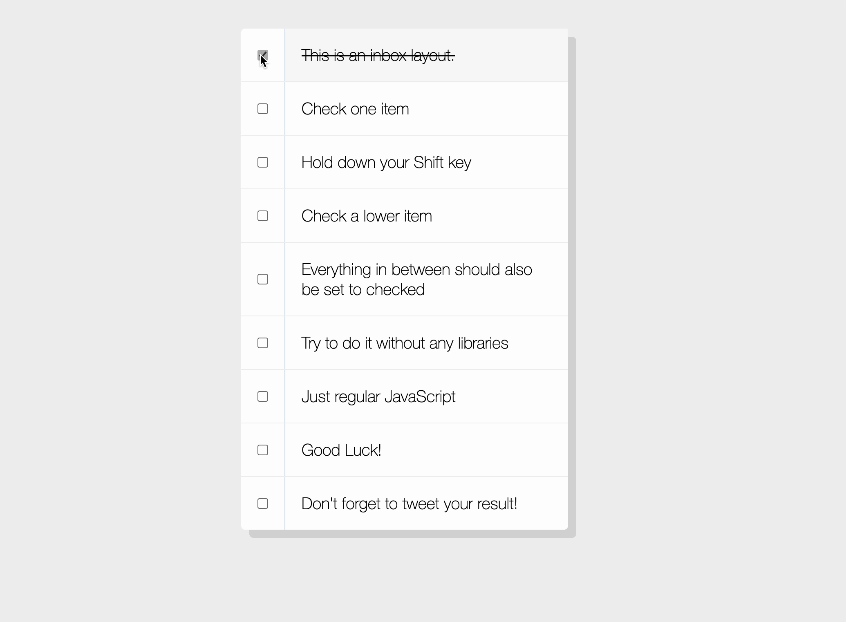 This is an inbox layout.
Check one item
Hold down your Shift key
Check a lower item
Everything in between should also
be set to checked
Try to do it without any libraries
Just regular JavaScript
Good Luck!
Don't forget to tweet your result!